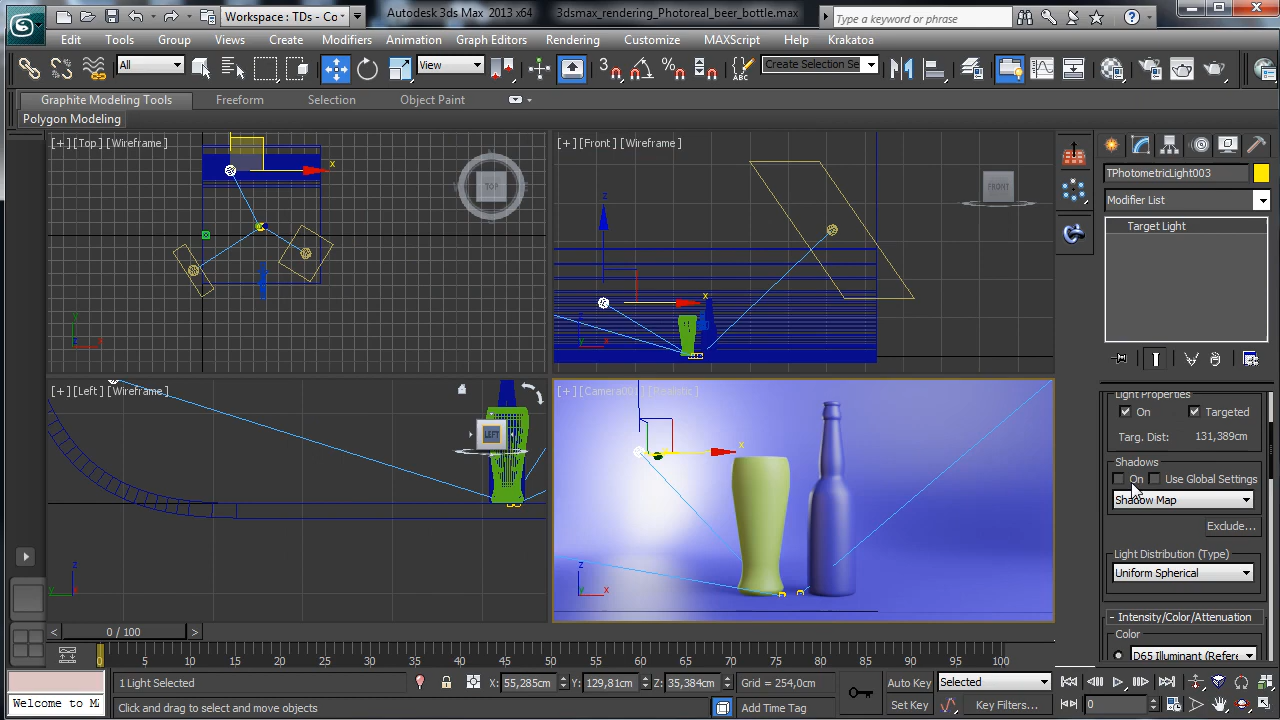 Workspace : TDs - Co
Autodesk 3ds Max 2013 x64 3dsmax_rendering_Photoreal_beer_bottle.max
Type a keyword or phrase
Edit Tools Group Views Create Modifiers Animation Graph Editors Rendering Customize MAXScript Help Krakatoa
All View Create Selection Se
Graphite Modeling Tools Freeform Selection Object Paint
Polygon Modeling
[+] [Top ] [Wireframe ]
TOP
x
y
x
z
[+] [Front ] [Wireframe ]
FRONT
z
x
z
y
x
[+] [Left ] [Wireframe ]
LEFT
z
y
[+] [Camera001 ] [Realistic ]
x
z
y
x
TPhotometricLight003
Modifier List
Target Light
Light Properties
On Targeted
Targ. Dist: 131,389cm
Shadows
On Use Global Settings
Shadow Map
Exclude...
Light Distribution (Type)
Uniform Spherical
- Intensity/Color/Attenuation
Color
D65 Illuminant (Refere
< 0 / 100 >
0 5 10 15 20 25 30 35 40 45 50 55 60 65 70 75 80 85 90 95 100
1 Light Selected X: 55,285cm Y: 129,81cm Z: 35,384cm Grid = 254,0cm Auto Key Selected
Welcome to MA Click and drag to select and move objects Add Time Tag Set Key Key Filters... 0